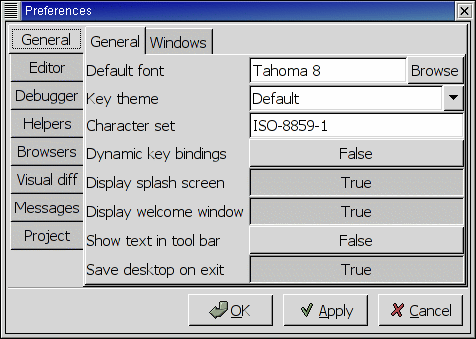 Preferences
General
Editor
Debugger
Helpers
Browsers
Visual diff
Messages
Project
General Windows
Default font Tahoma 8 Browse
Key theme Default
Character set ISO-8859-1
Dynamic key bindings False
Display splash screen True
Display welcome window True
Show text in tool bar False
Save desktop on exit True
OK Apply Cancel